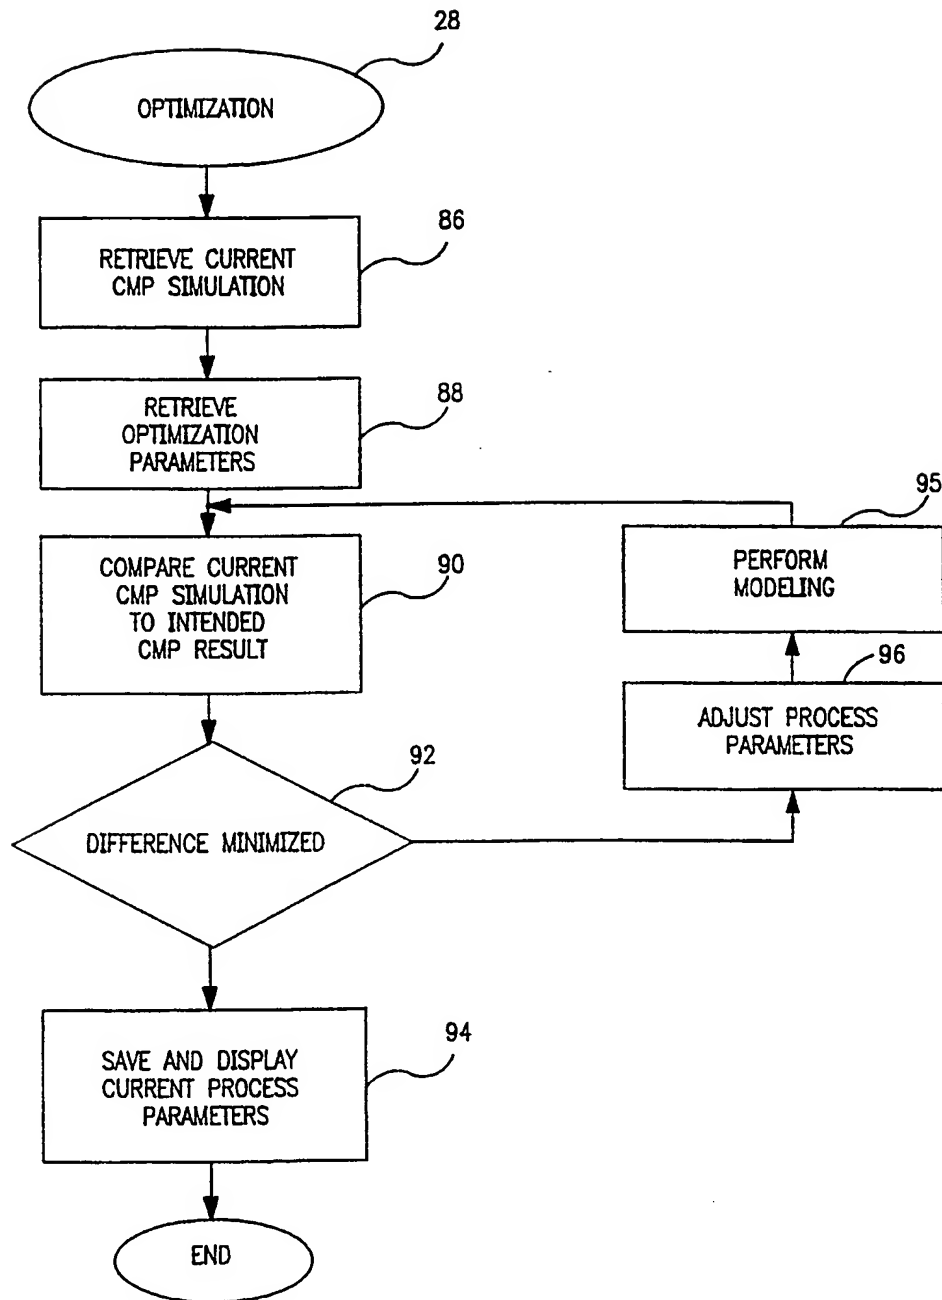 28
OPTIMIZATION
86
RETRIEVE CURRENT
CMP SIMULATION
88
RETRIEVE
OPTIMIZATION
PARAMETERS
95
PERFORM
MODELING
90
COMPARE CURRENT
CMP SIMULATION
TO INTENDED
CMP RESULT
96
ADJUST PROCESS
PARAMETERS
92
DIFFERENCE MINIMIZED
94
SAVE AND DISPLAY
CURRENT PROCESS
PARAMETERS
END